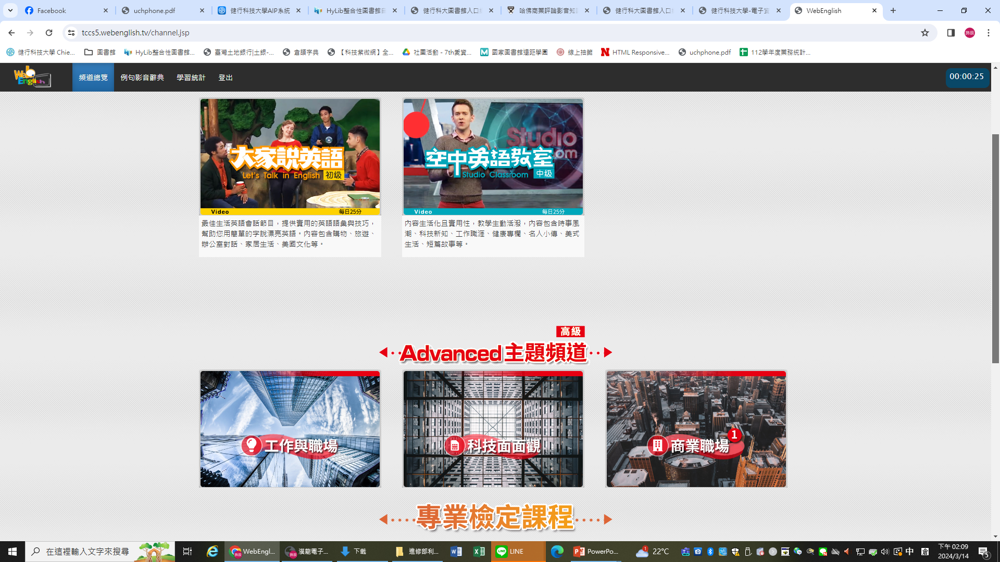 Facebook
uchphone.pdf
健行科技大學AIP系統
HyLib整合性圖書館自
健行科大圖書館入口
哈佛商業評論影音知
健行科大圖書館入口
健行科技大學-電子資
WebEnglish
tccs5.webenglish.tv/channel.jsp
健行科技大學 Chie...
圖書館
HyLib整合性圖書館...
臺灣土地銀行|土銀-...
倉頡字典
【科技紫微網】全...
社團活動 - 7th愛資...
國家圖書館遠距學園
線上抽籤
HTML Responsive...
uchphone.pdf
112學年度業務統計...
Web English
頻道總覽
例句影音辭典
學習統計
登出
00:00:25
大家說英語
Let's Talk in English 初級
Video
每日25分
最佳生活英語會話節目，提供實用的英語語彙與技巧，
幫助您用簡單的字說漂亮英語。內容包含購物、旅遊、
辦公室對話、家居生活、美國文化等。
Studio
om
空中英語教室
Studio Classroom 中級
Video
每日25分
內容生活化且實用性，教學生動活潑，內容包含時事風
潮、科技新知、工作職涯、健康專欄、名人小傳、美式
生活、短篇故事等。
高級
Advanced主題頻道
工作與職場
科技面面觀
商業職場 1
專業檢定課程
在這裡輸入文字來搜尋
WebEngl...
漢龍電子...
下載
進修部利...
LINE
PowerPo...
1
22°C
中
倉
下午 02:09
2024/3/14
5